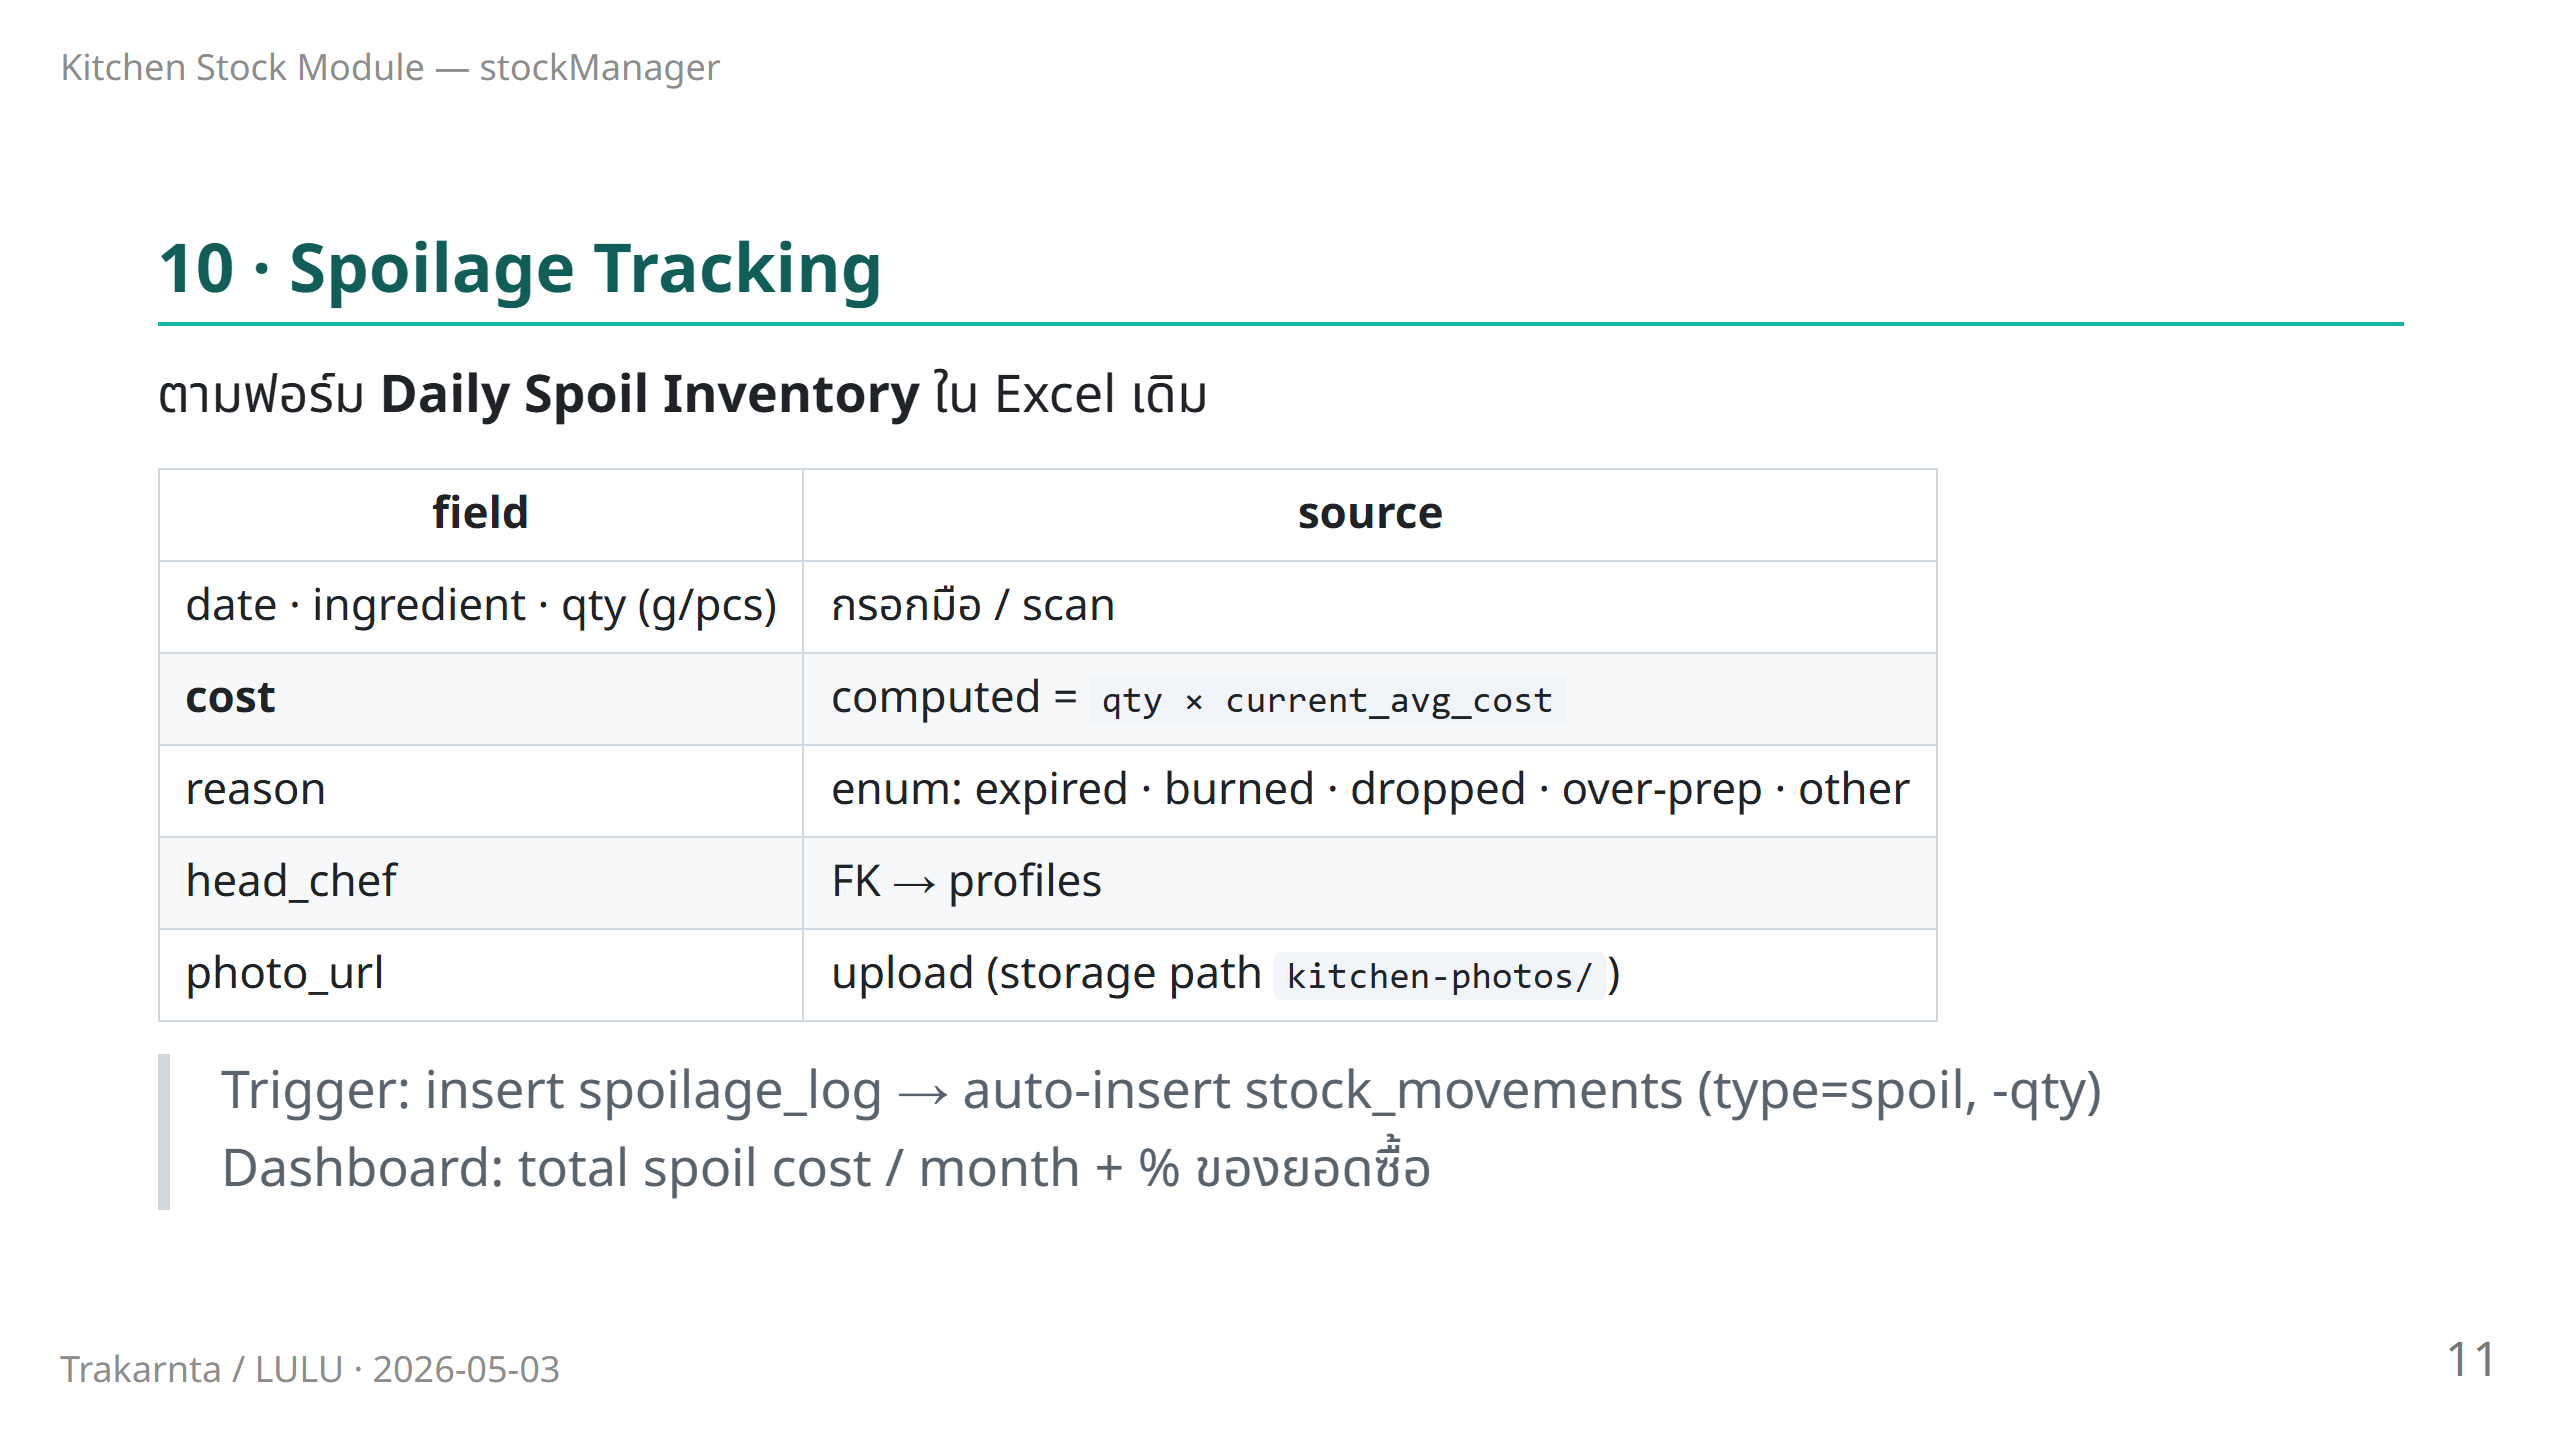 Kitchen Stock Module — stockManager
10 · Spoilage Tracking
ตามฟอร์ม Daily Spoil Inventory ใน Excel เดิม
field source
date · ingredient · qty (g/pcs) กรอกมือ / scan
cost computed = qty × current_avg_cost
reason enum: expired · burned · dropped · over-prep · other
head_chef FK → profiles
photo_url upload (storage path kitchen-photos/)
Trigger: insert spoilage_log → auto-insert stock_movements (type=spoil, -qty)
Dashboard: total spoil cost / month + % ของยอดซื้อ
Trakarnta / LULU · 2026-05-03
11